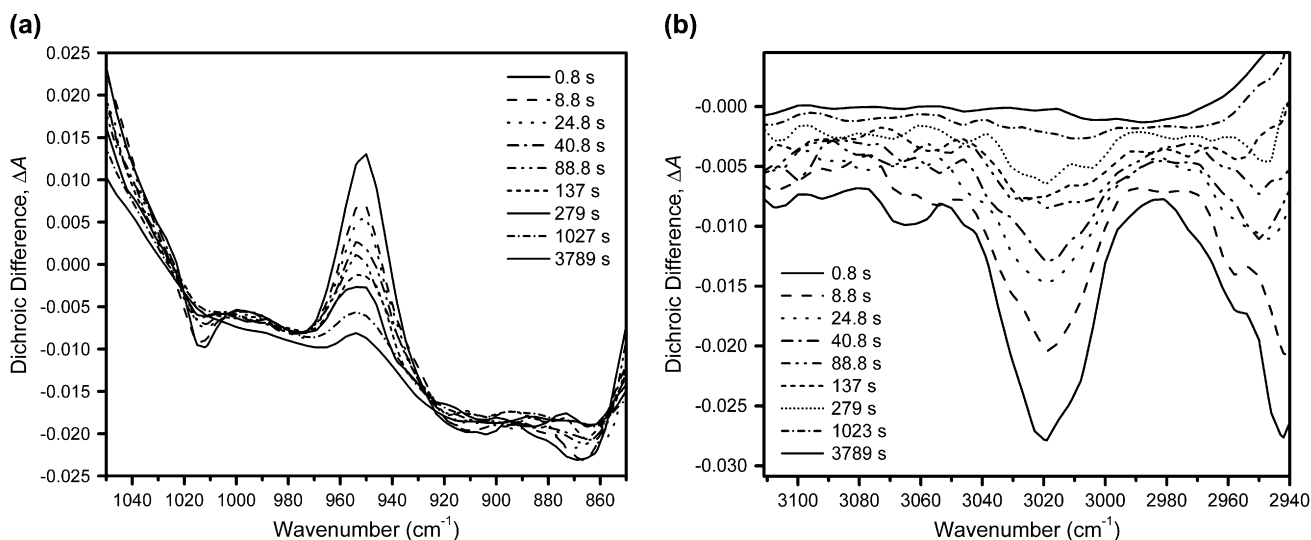 (a)
0.025
0.020
0.015
0.010
0.005
0.000
-0.005
-0.010
-0.015
-0.020
-0.025
Dichroic Difference, ΔA
0.8 s
8.8 s
24.8 s
40.8 s
88.8 s
137 s
279 s
1027 s
3789 s
1040 1020 1000 980 960 940 920 900 880 860
Wavenumber (cm⁻¹)
(b)
-0.000
-0.005
-0.010
-0.015
-0.020
-0.025
-0.030
Dichroic Difference, ΔA
0.8 s
8.8 s
24.8 s
40.8 s
88.8 s
137 s
279 s
1023 s
3789 s
3100 3080 3060 3040 3020 3000 2980 2960 2940
Wavenumber (cm⁻¹)